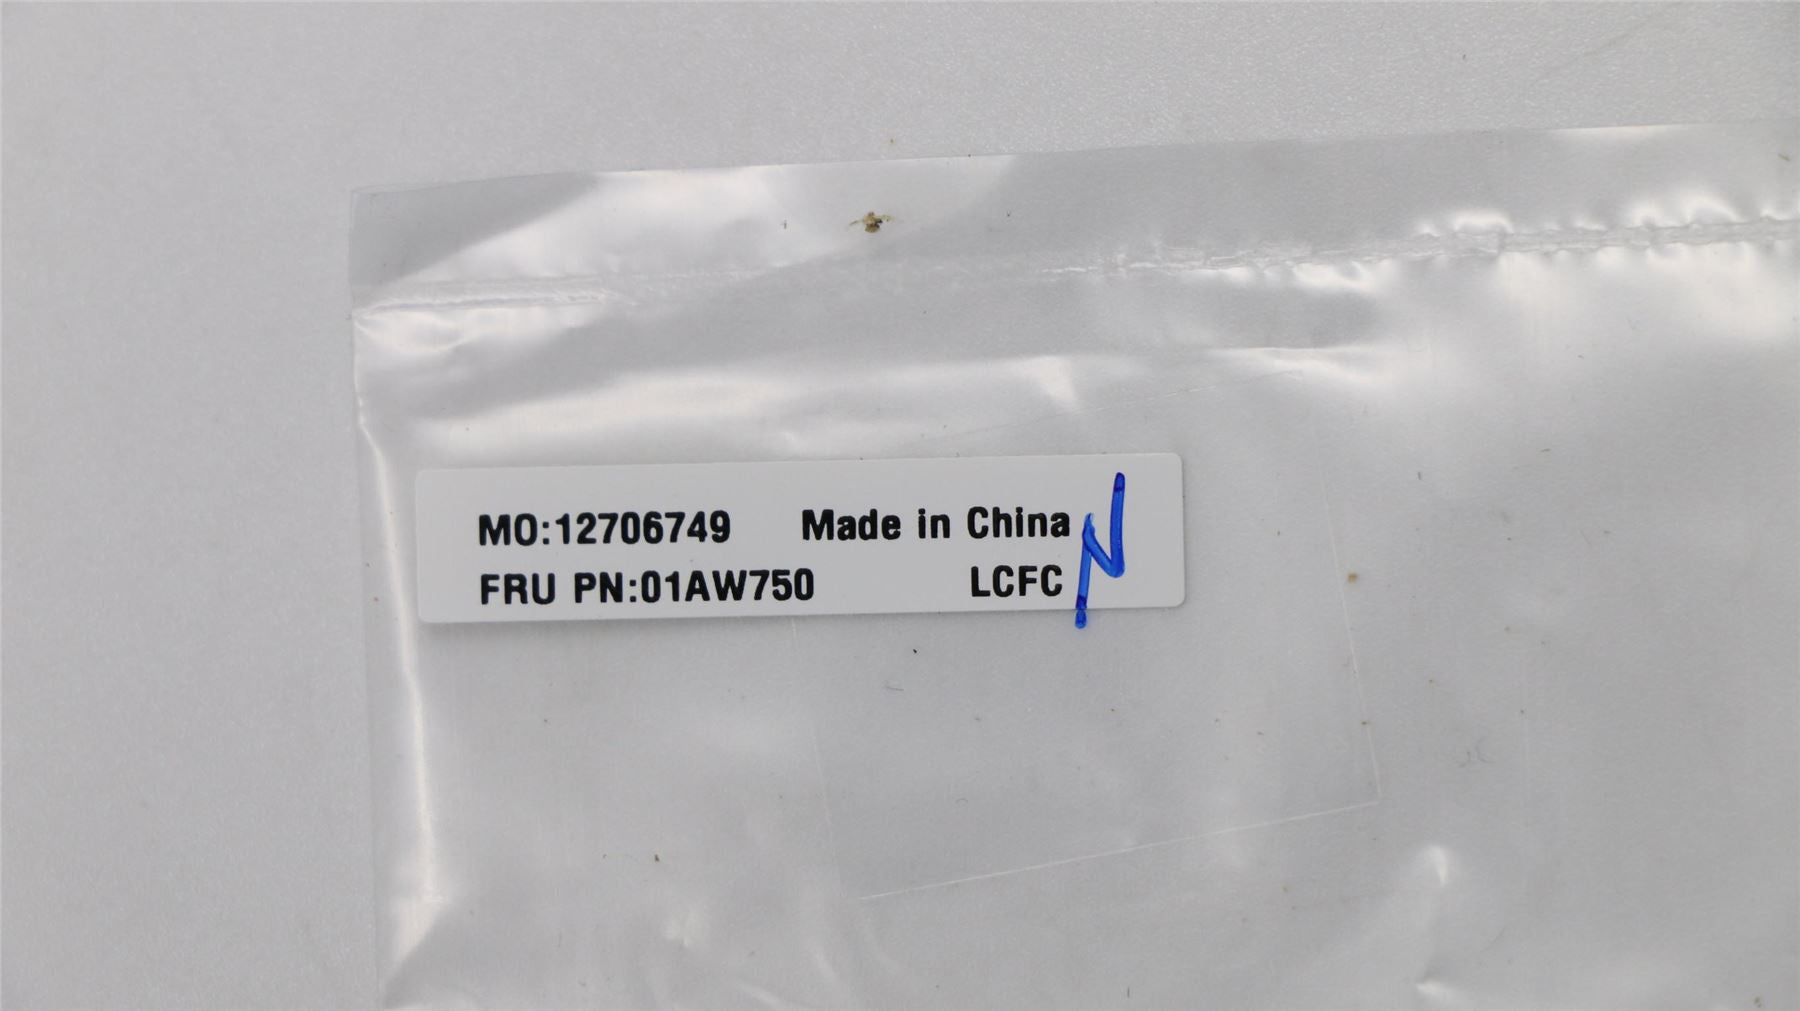 MO:12706749 Made in China
FRU PN:01AW750 LCFC